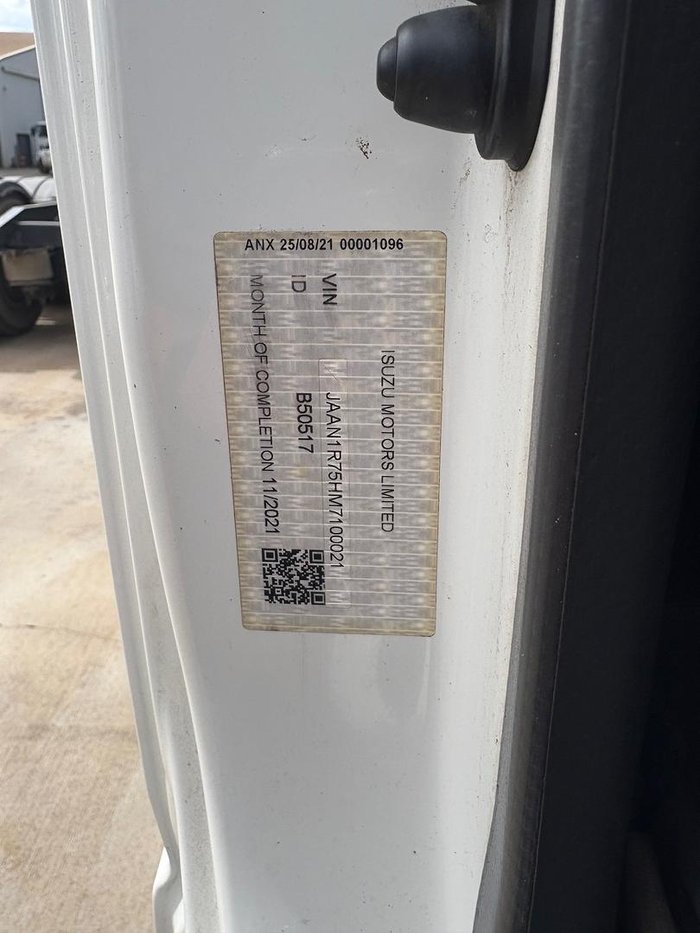 ANX 25/08/21 00001096
ISUZU MOTORS LIMITED
VIN JAAN1R75HM7100021
ID B50517
MONTH OF COMPLETION 11/2021